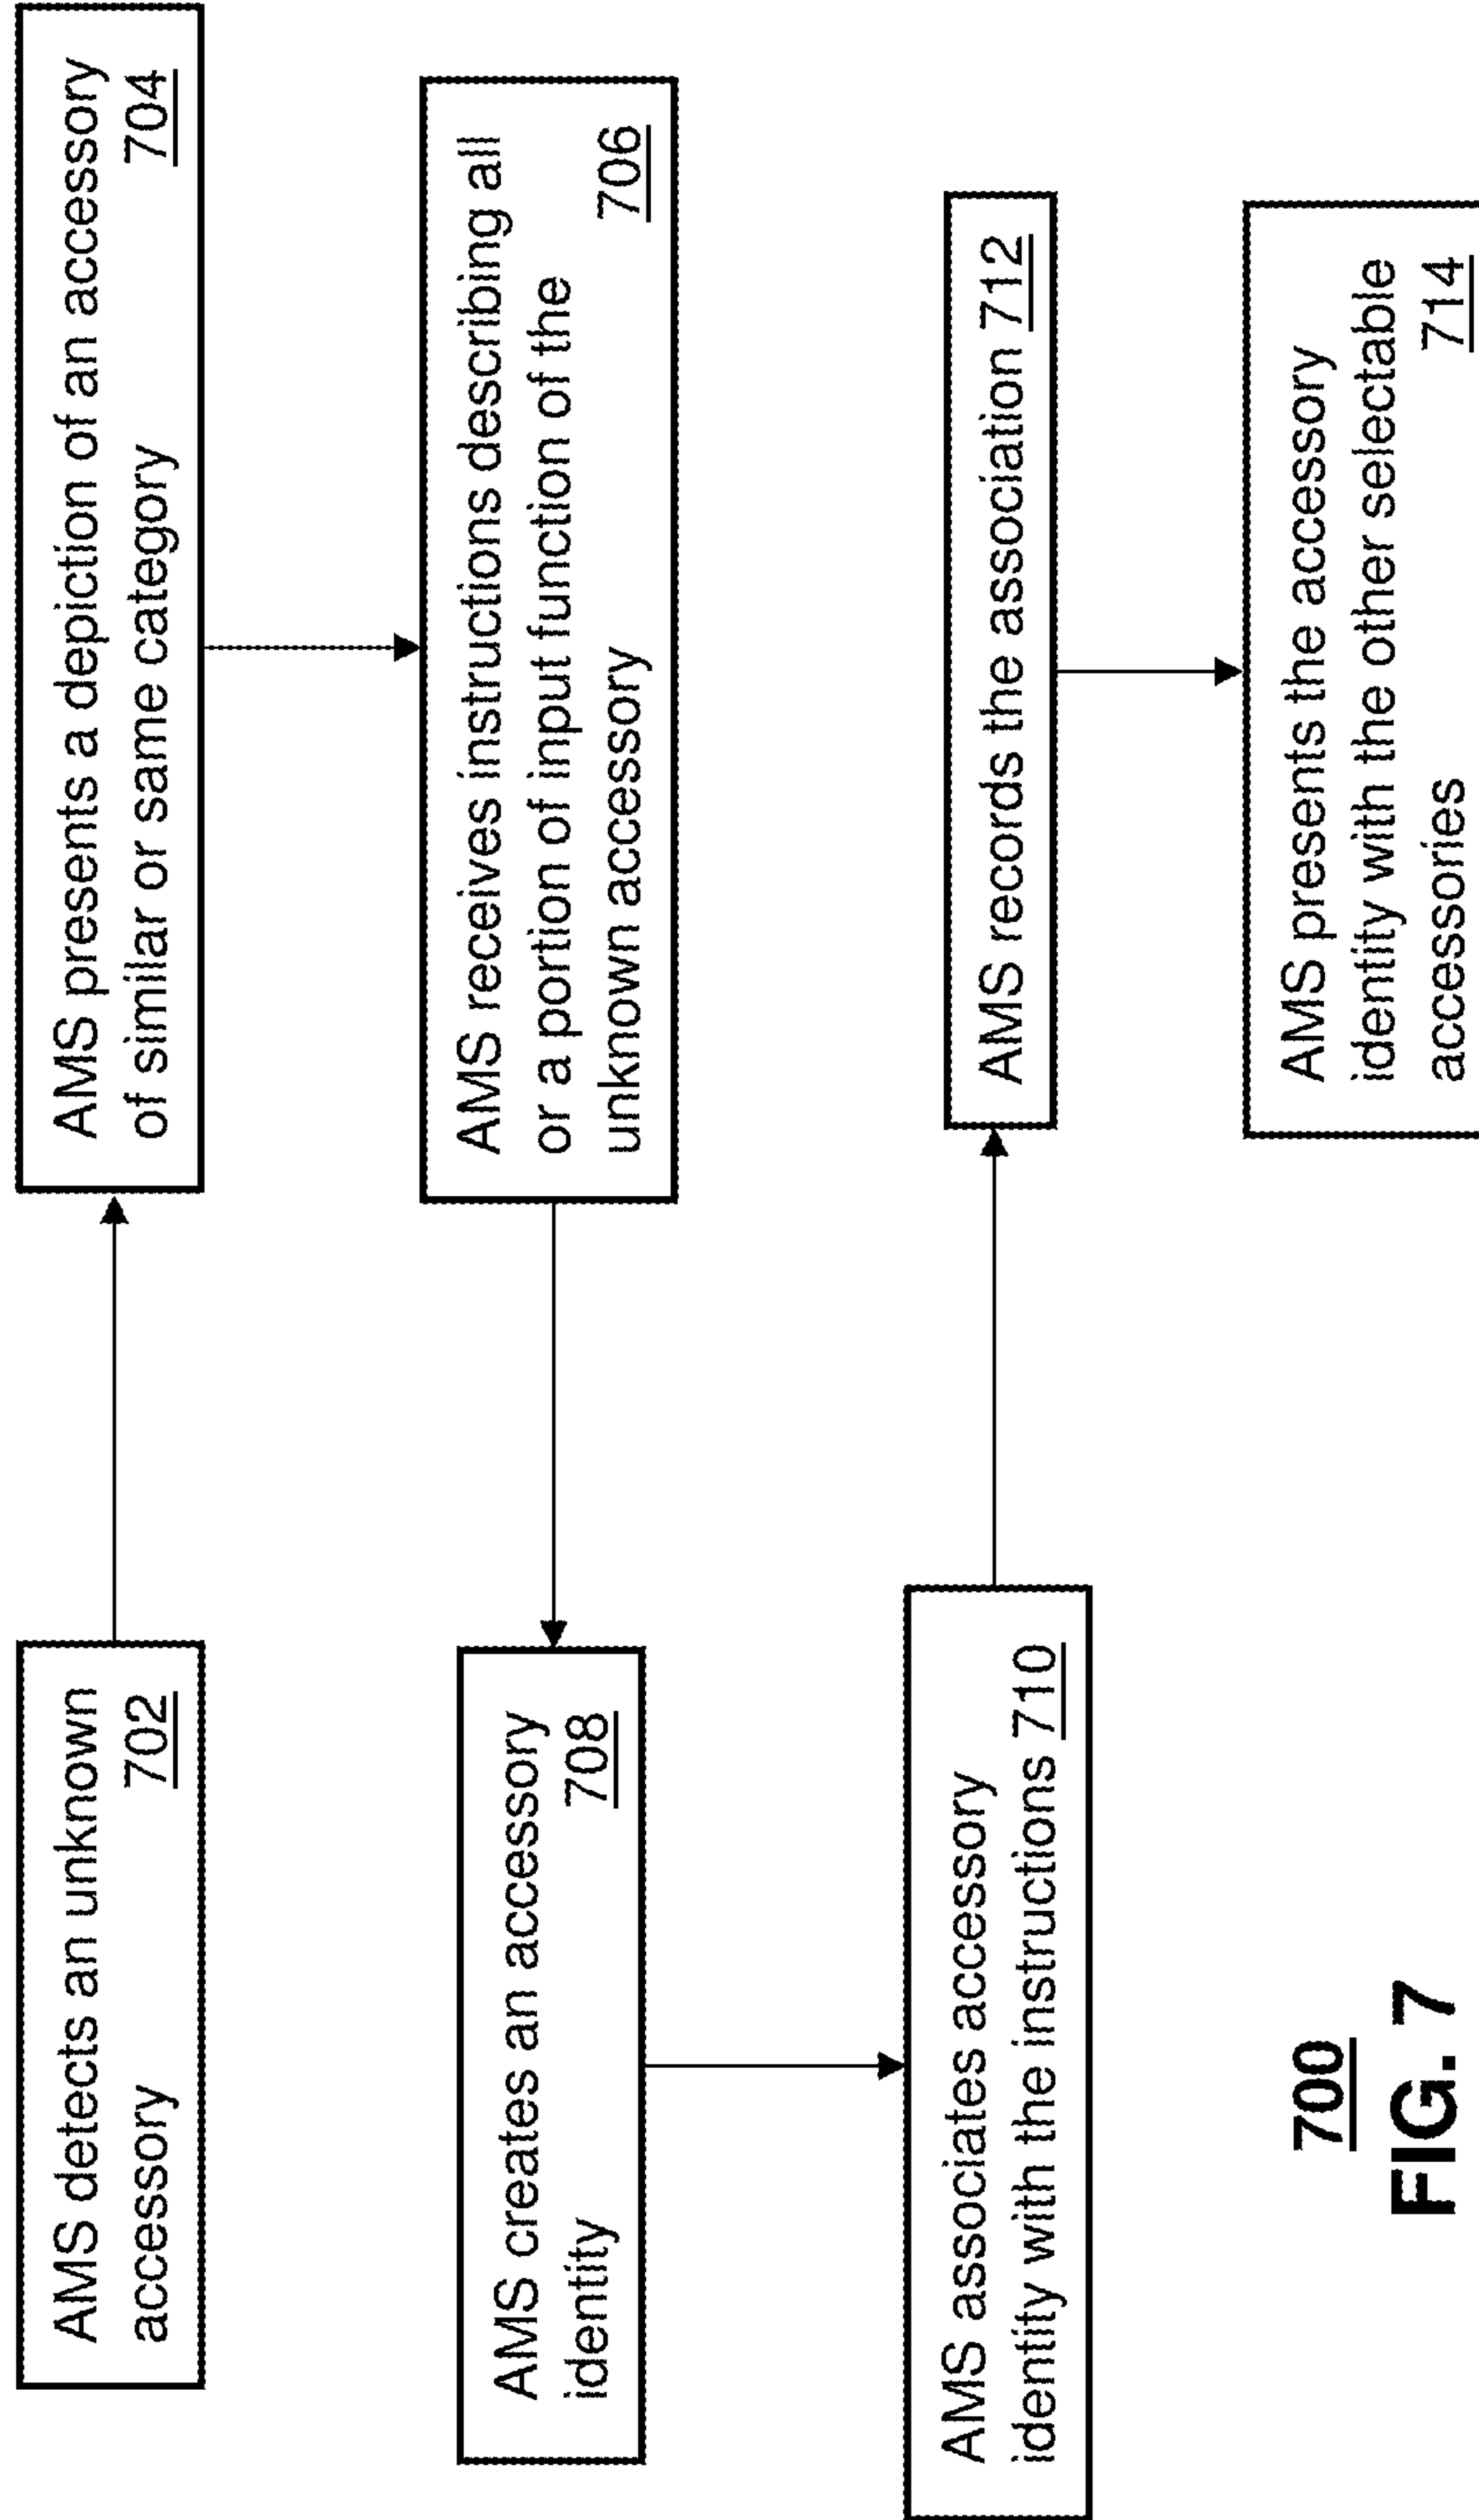 AMS detects an unknown
accessory 702
AMS presents a depiction of an accessory
of similar or same category 704
AMS receives instructions describing all
or a portion of input function of the
unknown accessory 706
AMS creates an accessory
identity 708
AMS associates accessory
identity with the instructions 710
AMS records the association 712
AMS presents the accessory
identity with the other selectable
accessories 714
700
FIG. 7